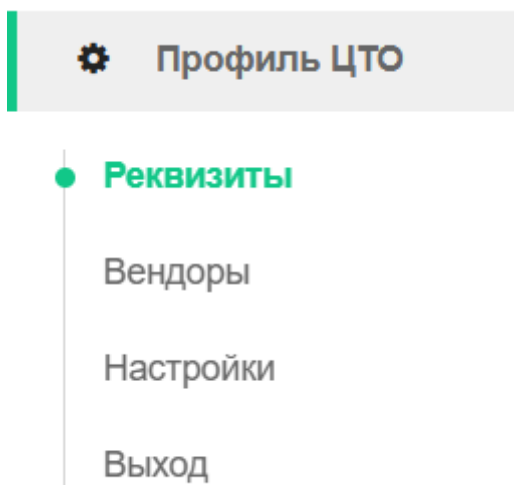 Профиль ЦТО
Реквизиты
Вендоры
Настройки
Выход